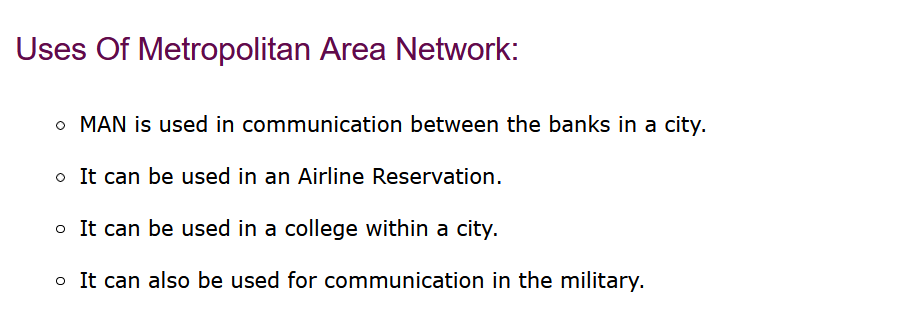 Uses Of Metropolitan Area Network:
MAN is used in communication between the banks in a city.
It can be used in an Airline Reservation.
It can be used in a college within a city.
It can also be used for communication in the military.